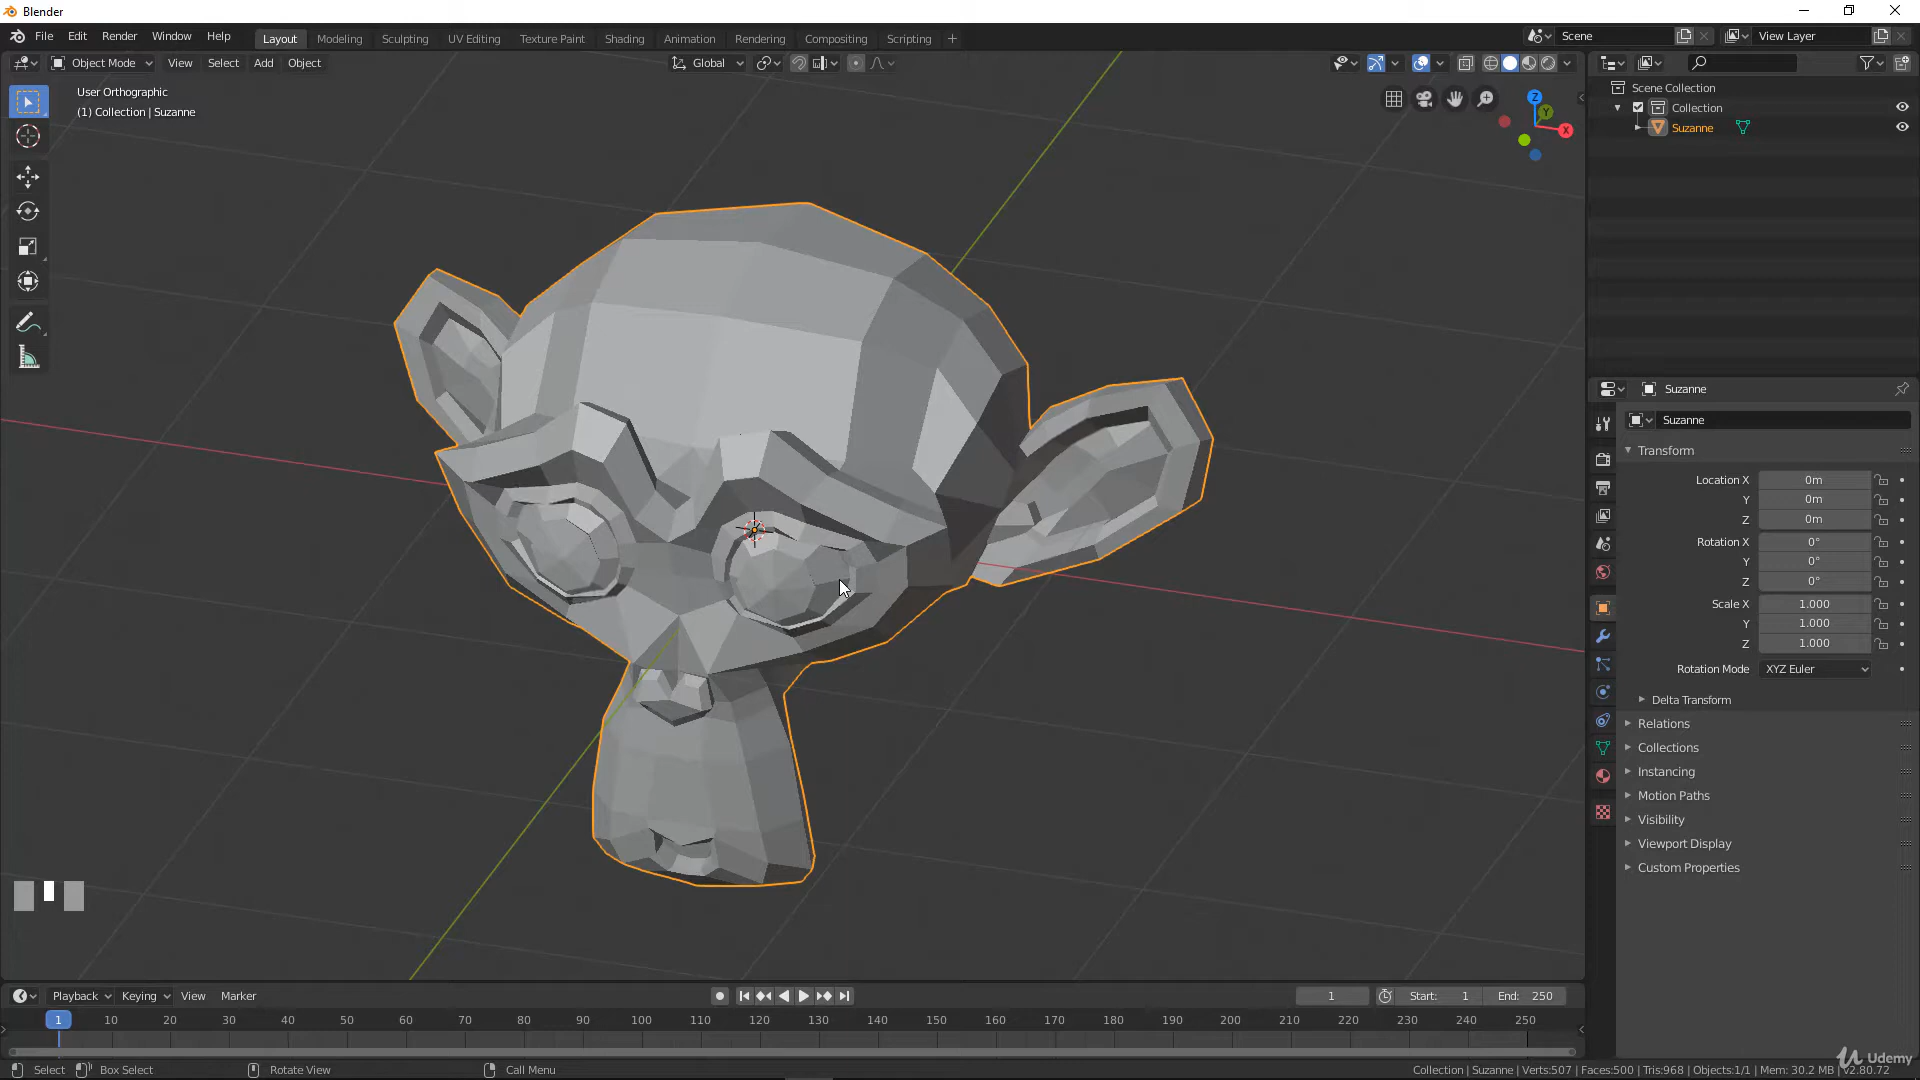 Blender
File Edit Render Window Help
Layout Modeling Sculpting UV Editing Texture Paint Shading Animation Rendering Compositing Scripting +
Scene
View Layer
Object Mode View Select Add Object
Global
User Orthographic
(1) Collection | Suzanne
Z
Y
X
Scene Collection
Collection
Suzanne
Suzanne
Suzanne
Transform
Location X 0m
Y 0m
Z 0m
Rotation X 0°
Y 0°
Z 0°
Scale X 1.000
Y 1.000
Z 1.000
Rotation Mode XYZ Euler
Delta Transform
Relations
Collections
Instancing
Motion Paths
Visibility
Viewport Display
Custom Properties
Playback Keying View Marker
1
Start: 1
End: 250
1 10 20 30 40 50 60 70 80 90 100 110 120 130 140 150 160 170 180 190 200 210 220 230 240 250
Select Box Select Rotate View Call Menu
Collection | Suzanne | Verts:507 | Faces:500 | Tris:968 | Objects:1/1 | Mem: 30.2 MB | v2.80.72
Udemy